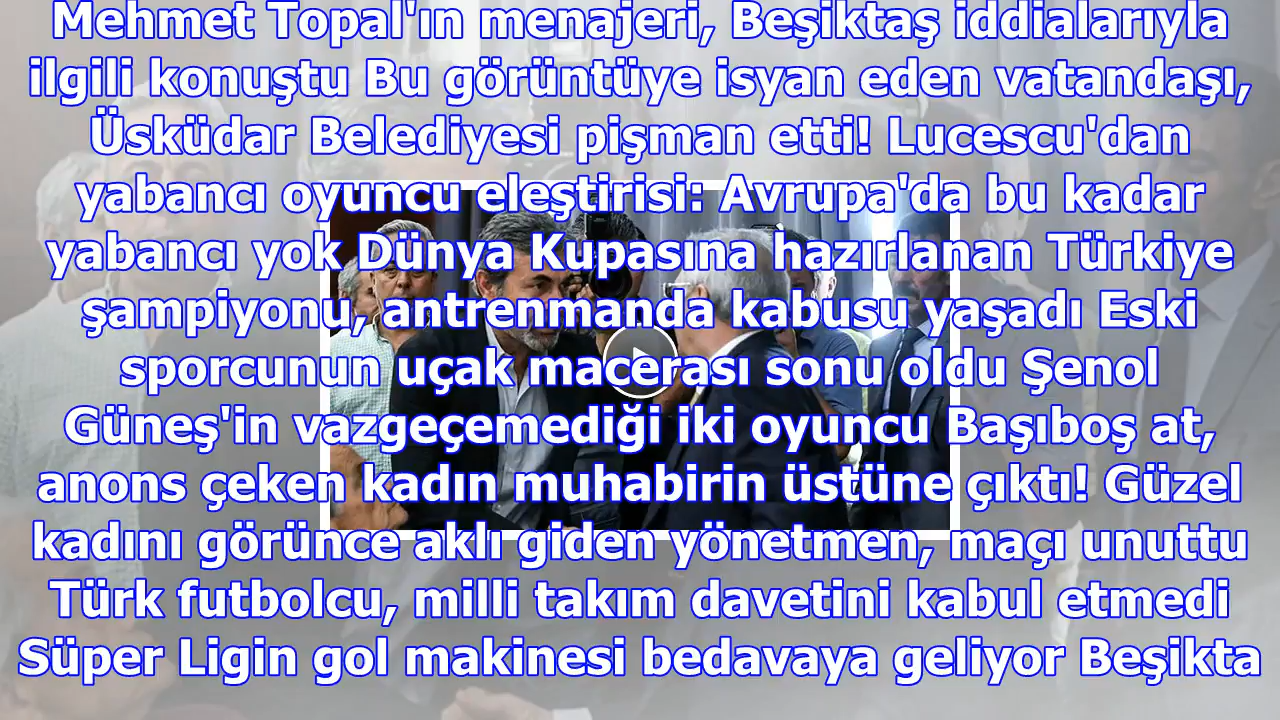 Mehmet Topal'ın menajeri, Beşiktaş iddialarıyla
ilgili konuştu Bu görüntüye isyan eden vatandaşı,
Üsküdar Belediyesi pişman etti! Lucescu'dan
yabancı oyuncu eleştirisi: Avrupa'da bu kadar
yabancı yok Dünya Kupasına hazırlanan Türkiye
şampiyonu, antrenmanda kabusu yaşadı Eski
sporcunun uçak macerası sonu oldu Şenol
Güneş'in vazgeçemediği iki oyuncu Başıboş at,
anons çeken kadın muhabirin üstüne çıktı! Güzel
kadını görünce aklı giden yönetmen, maçı unuttu
Türk futbolcu, milli takım davetini kabul etmedi
Süper Ligin gol makinesi bedavaya geliyor Beşikta